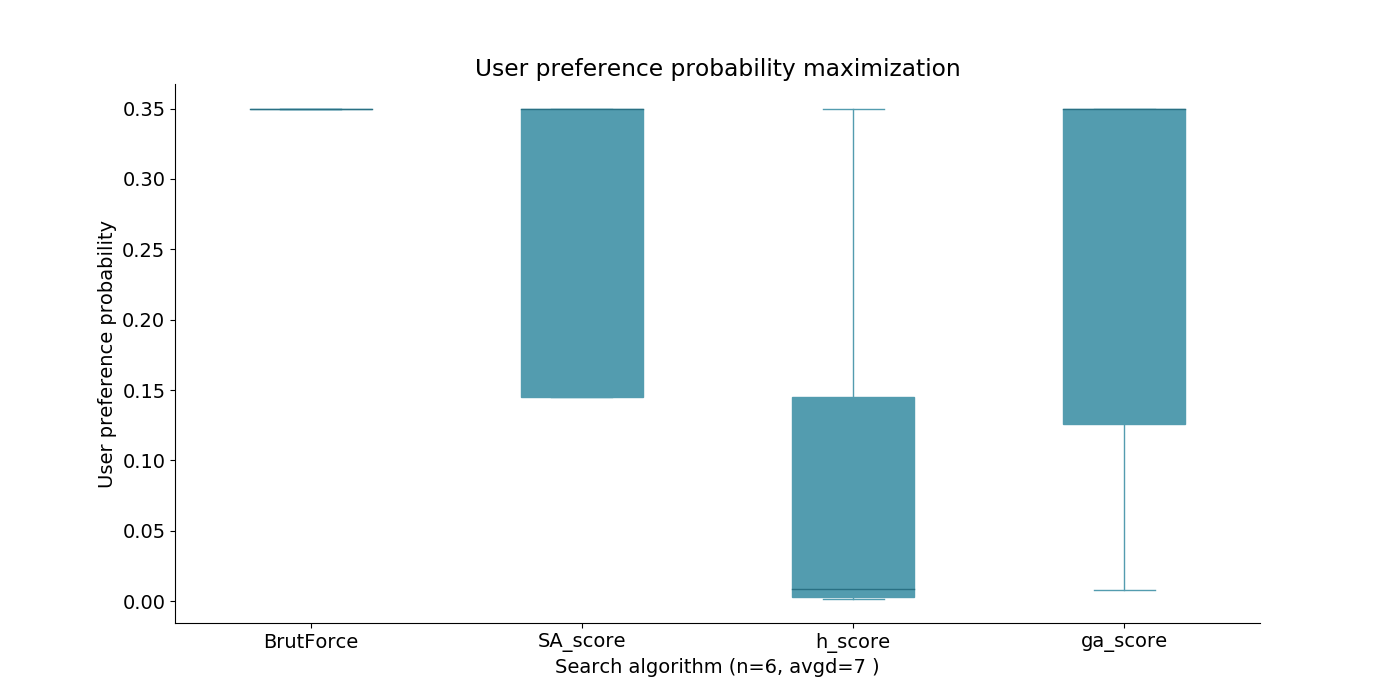 User preference probability maximization
User preference probability
0.35
0.30
0.25
0.20
0.15
0.10
0.05
0.00
BrutForce SA_score h_score ga_score
Search algorithm (n=6, avgd=7 )